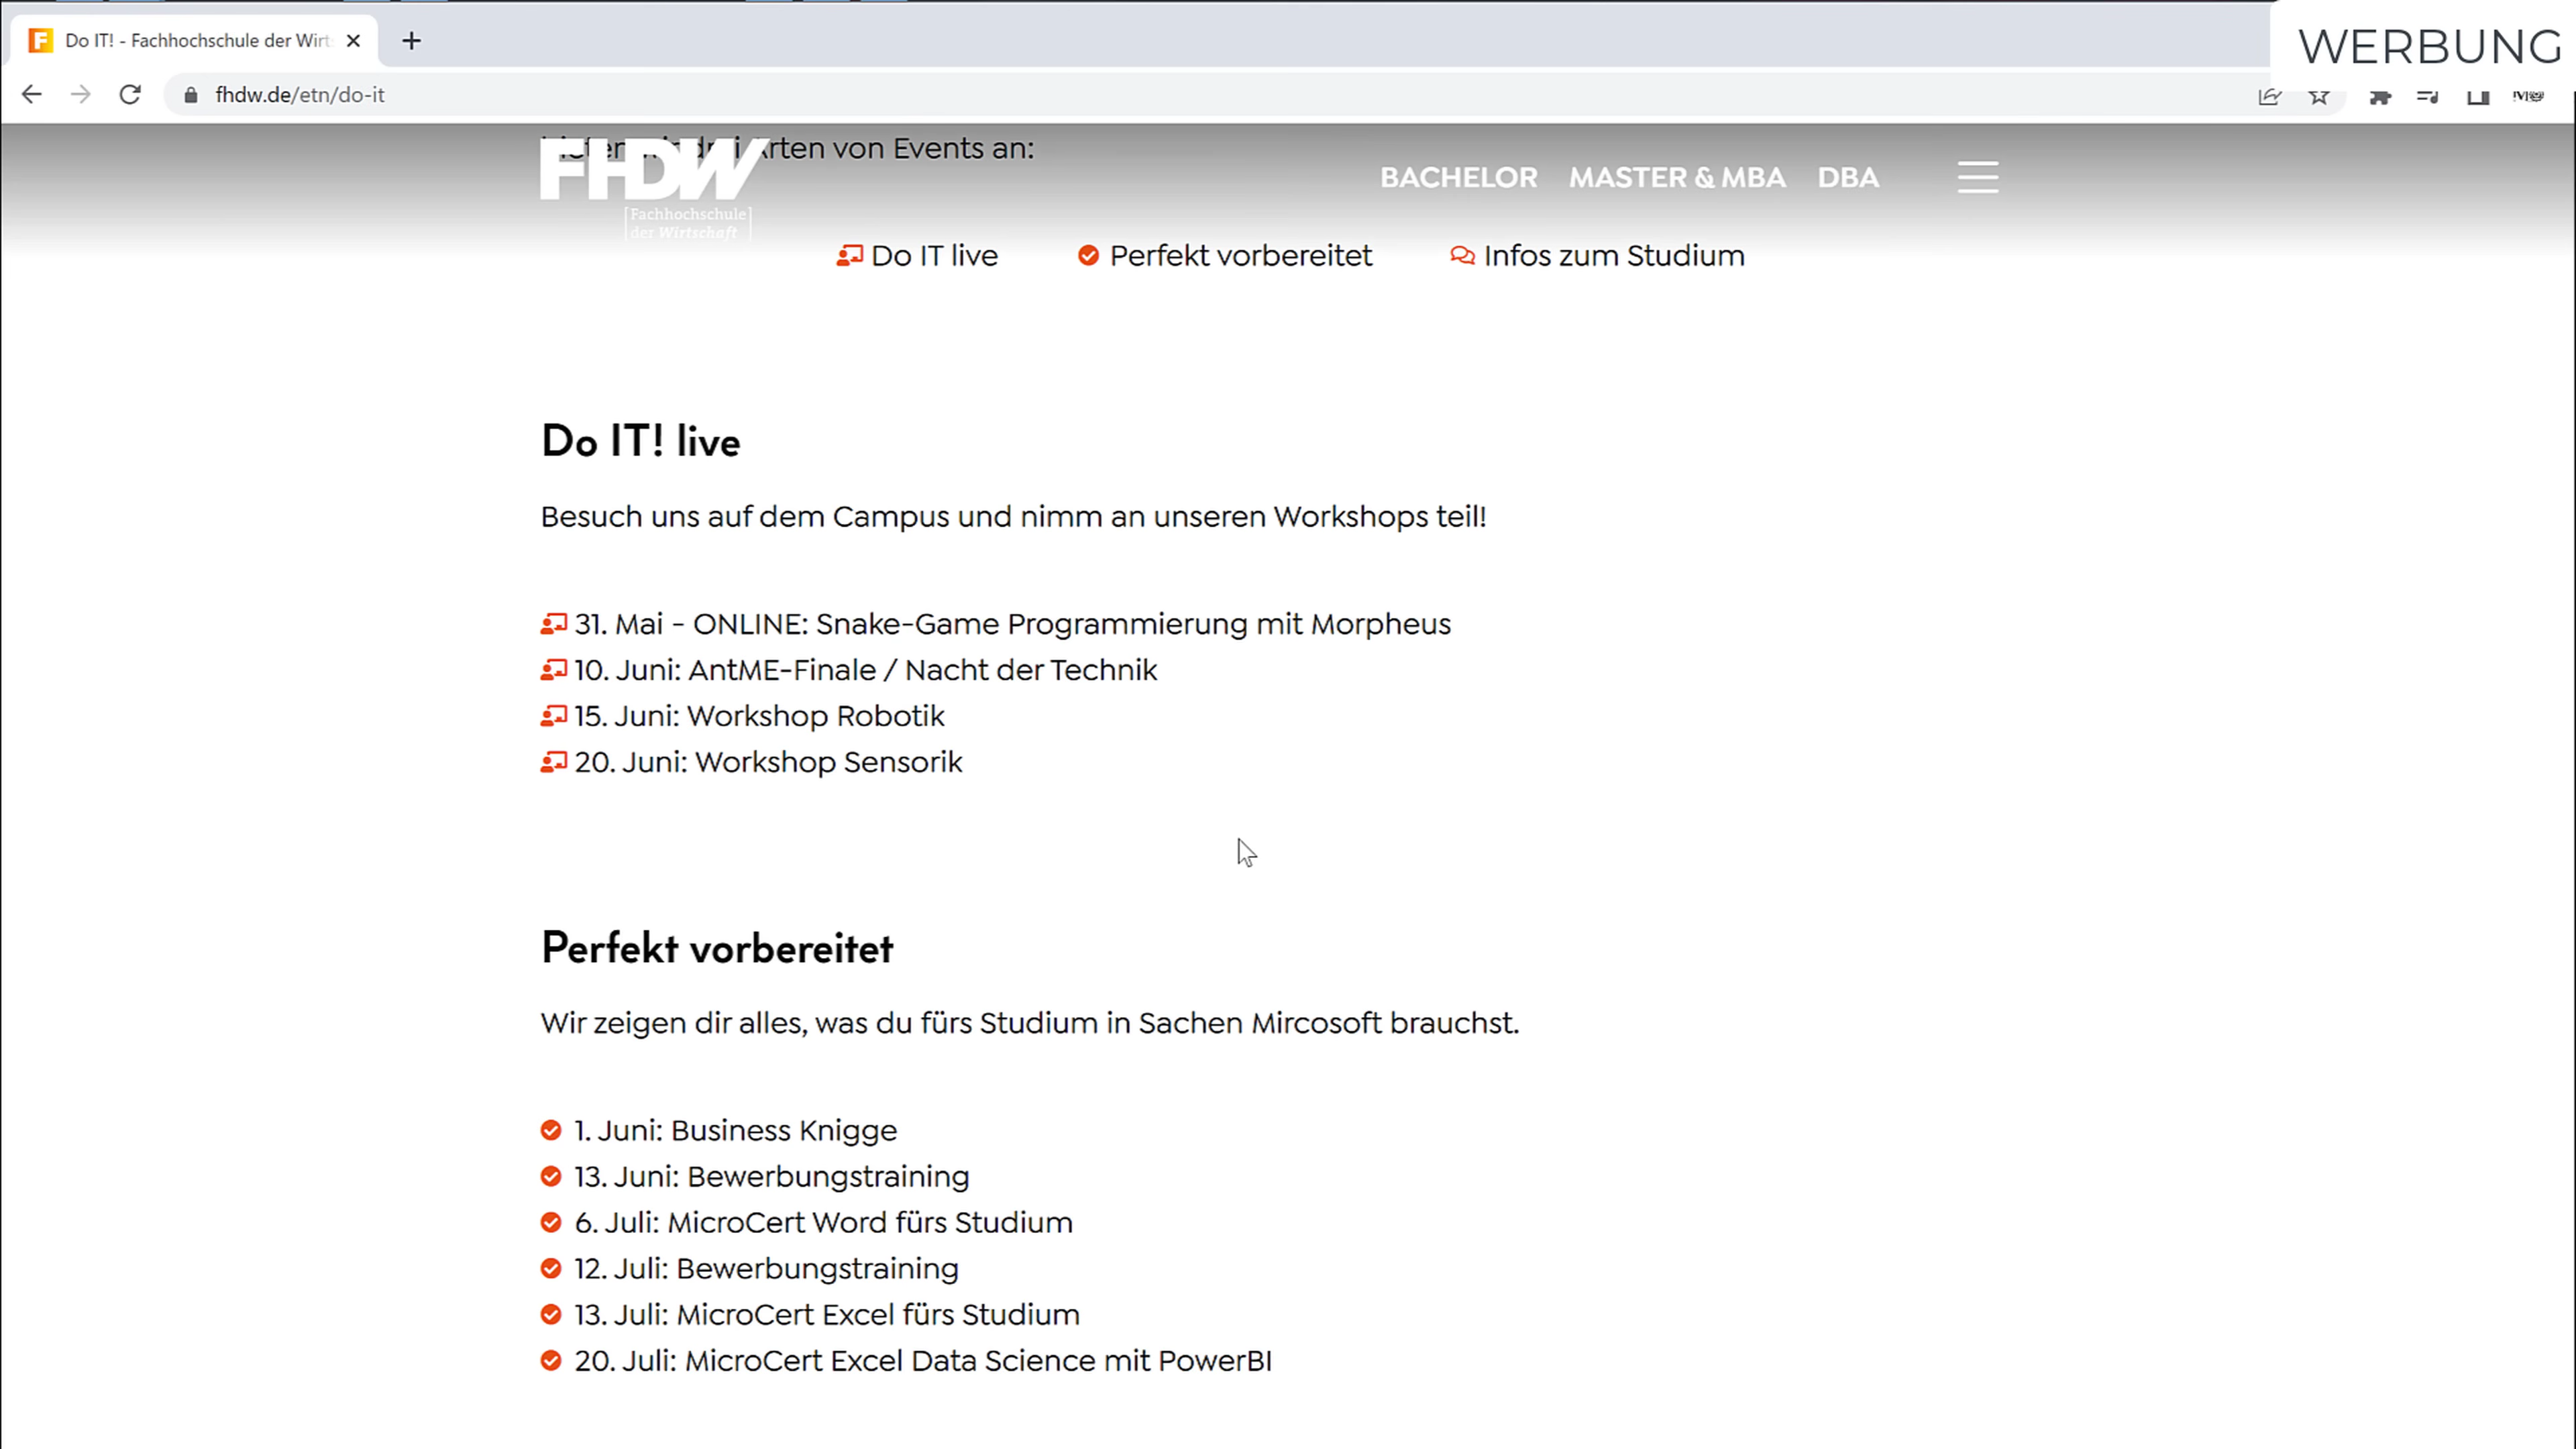 Do IT! - Fachhochschule der Wirt
WERBUNG
fhdw.de/etn/do-it
Arten von Events an:
FHDW
[Fachhochschule]
[der Wirtschaft]
BACHELOR MASTER & MBA DBA
Do IT live Perfekt vorbereitet Infos zum Studium
Do IT! live
Besuch uns auf dem Campus und nimm an unseren Workshops teil!
31. Mai - ONLINE: Snake-Game Programmierung mit Morpheus
10. Juni: AntME-Finale / Nacht der Technik
15. Juni: Workshop Robotik
20. Juni: Workshop Sensorik
Perfekt vorbereitet
Wir zeigen dir alles, was du fürs Studium in Sachen Mircosoft brauchst.
1. Juni: Business Knigge
13. Juni: Bewerbungstraining
6. Juli: MicroCert Word fürs Studium
12. Juli: Bewerbungstraining
13. Juli: MicroCert Excel fürs Studium
20. Juli: MicroCert Excel Data Science mit PowerBI